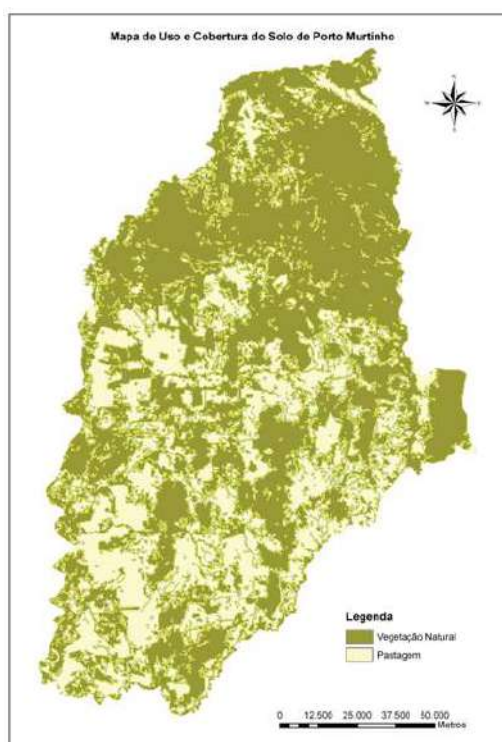 Mapa de Uso e Cobertura do Solo de Porto Murtinho
Legenda
Vegetação Natural
Pastagem
0 12.500 25.000 37.500 50.000
Metros